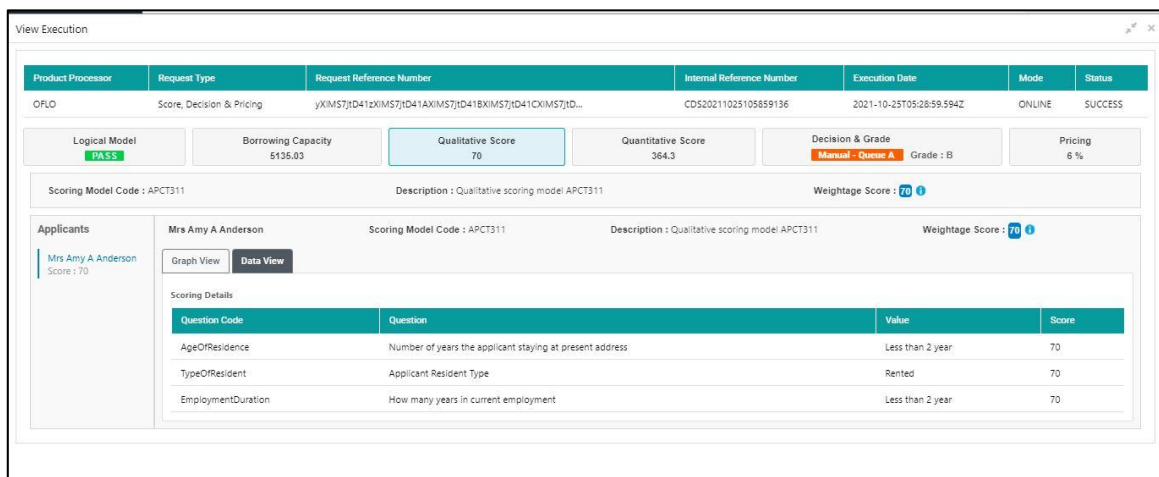 View Execution
Product Processor Request Type Request Reference Number Internal Reference Number Execution Date Mode Status
OFLO Score, Decision & Pricing yXIMS7JtD41zXIMS7JtD41AXIMS7JtD41BXIMS7JtD41CXIMS7JtD... CDS20211025105859136 2021-10-25T05:28:59.594Z ONLINE SUCCESS
Logical Model Borrowing Capacity Qualitative Score Quantitative Score Decision & Grade Pricing
PASS 5135.03 70 364.3 Manual - Queue A Grade : B 6 %
Scoring Model Code : APCT311 Description : Qualitative scoring model APCT311 Weightage Score : 70
Applicants Mrs Amy A Anderson Scoring Model Code : APCT311 Description : Qualitative scoring model APCT311 Weightage Score : 70
Mrs Amy A Anderson
Score : 70
Graph View Data View
Scoring Details
Question Code Question Value Score
AgeOfResidence Number of years the applicant staying at present address Less than 2 year 70
TypeOfResident Applicant Resident Type Rented 70
EmploymentDuration How many years in current employment Less than 2 year 70